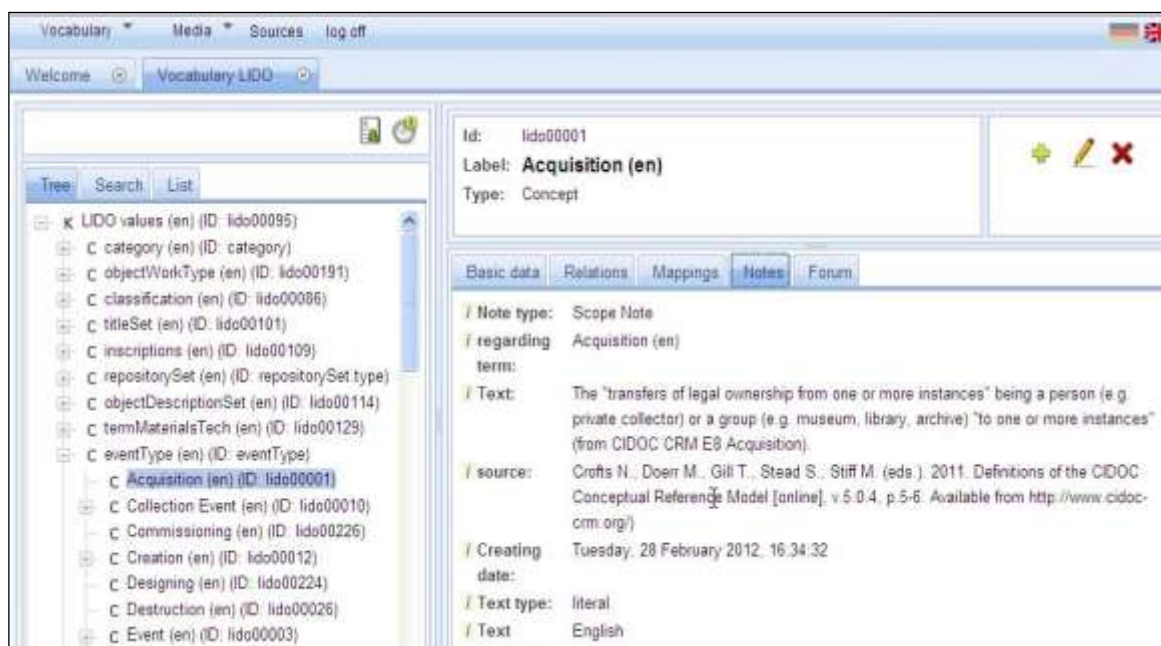 Vocabulary Media Sources log off
Welcome Vocabulary LIDO
Tree Search List
K LIDO values (en) (ID: lido00095)
C category (en) (ID: category)
C objectWorkType (en) (ID: lido00191)
C classification (en) (ID: lido00086)
C titleSet (en) (ID: lido00101)
C inscriptions (en) (ID: lido00109)
C repositorySet (en) (ID: repositorySet type)
C objectDescriptionSet (en) (ID: lido00114)
C termMaterialsTech (en) (ID: lido00129)
C eventType (en) (ID: eventType)
C Acquisition (en) (ID: lido00001)
C Collection Event (en) (ID: lido00010)
C Commissioning (en) (ID: lido00226)
C Creation (en) (ID: lido00012)
C Designing (en) (ID: lido00224)
C Destruction (en) (ID: lido00026)
C Event (en) (ID: lido00003)
Id: lido00001
Label: Acquisition (en)
Type: Concept
Basic data Relations Mappings Notes Forum
i Note type: Scope Note
i regarding term: Acquisition (en)
i Text: The "transfers of legal ownership from one or more instances" being a person (e.g.
private collector) or a group (e.g. museum, library, archive) "to one or more instances"
(from CIDOC CRM E8 Acquisition).
i source: Crofts N., Doerr M., Gill T., Stead S., Stiff M. (eds.). 2011. Definitions of the CIDOC
Conceptual Reference Model [online], v.5.0.4, p.5-6. Available from http://www.cidoc-
crm.org/)
i Creating date: Tuesday, 28 February 2012, 16:34:32
i Text type: literal
i Text English